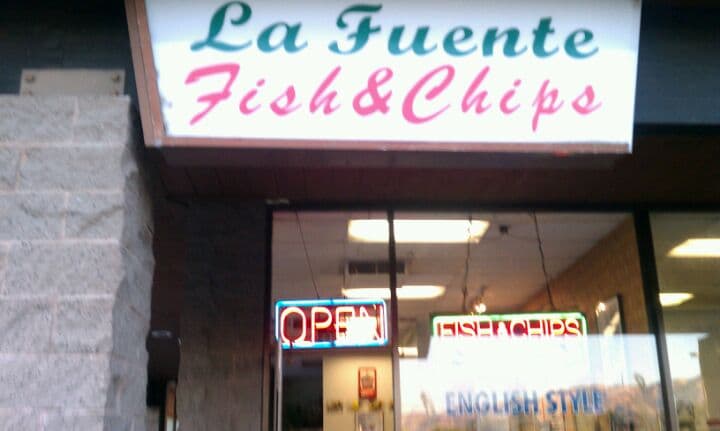 La Fuente
Fish & Chips
OPEN
FISH & CHIPS
ENGLISH STYLE